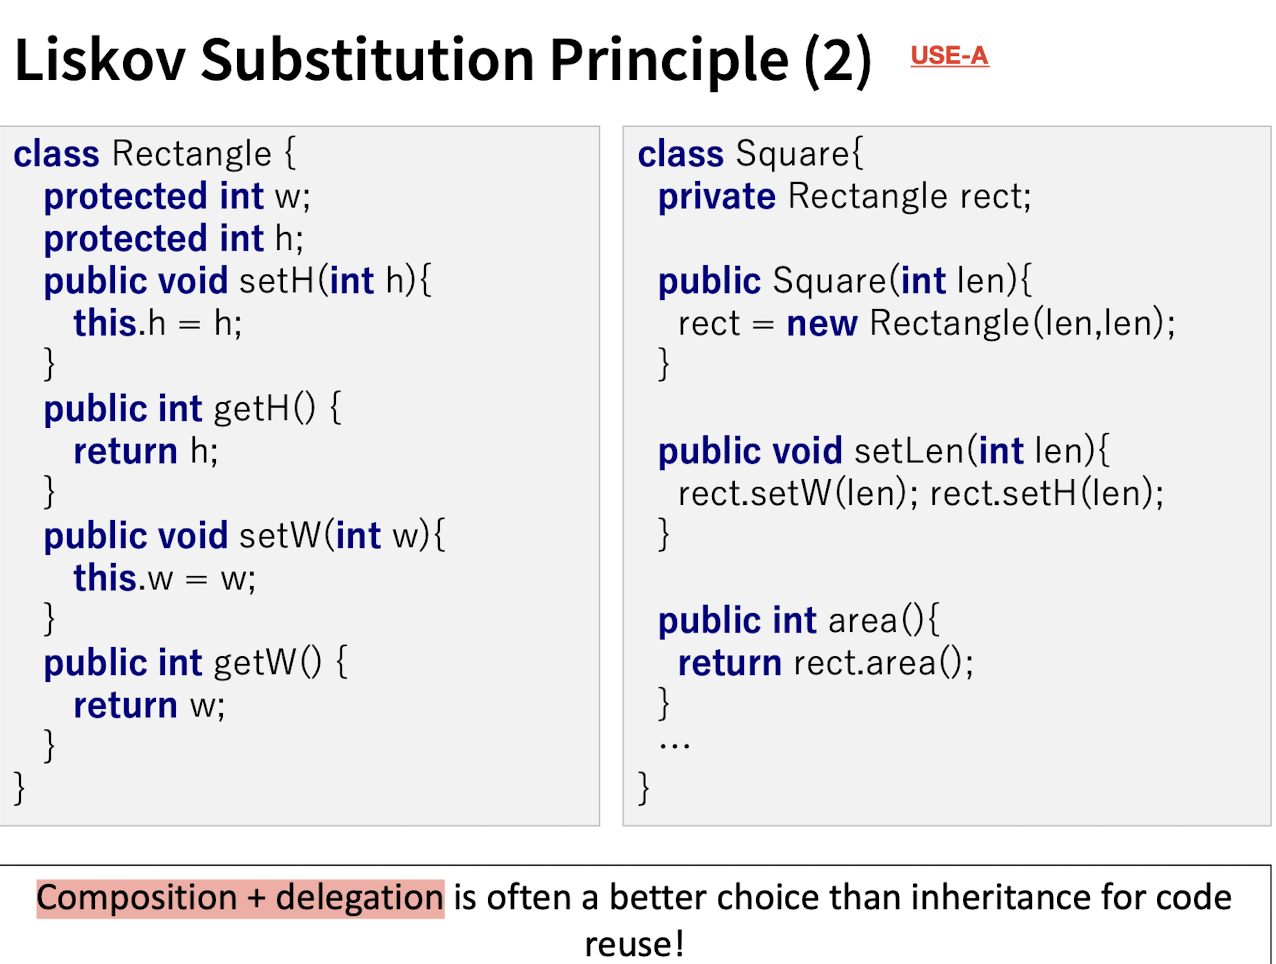 Liskov Substitution Principle (2) USE-A
class Rectangle {
protected int w;
protected int h;
public void setH(int h){
this.h = h;
}
public int getH() {
return h;
}
public void setW(int w){
this.w = w;
}
public int getW() {
return w;
}
}
class Square{
private Rectangle rect;
public Square(int len){
rect = new Rectangle(len,len);
}
public void setLen(int len){
rect.setW(len); rect.setH(len);
}
public int area(){
return rect.area();
}
...
}
Composition + delegation is often a better choice than inheritance for code
reuse!